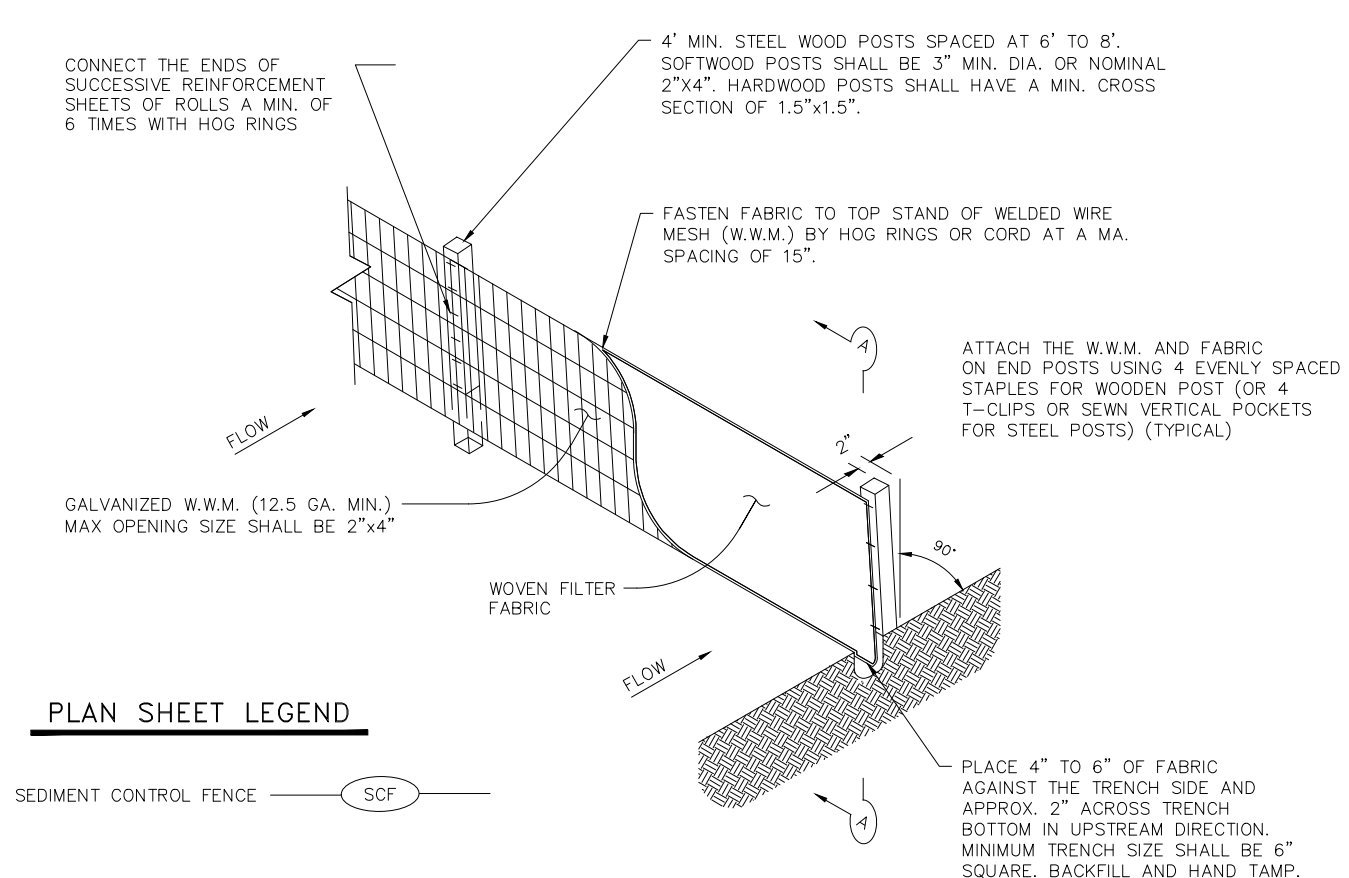 CONNECT THE ENDS OF
SUCCESSIVE REINFORCEMENT
SHEETS OF ROLLS A MIN. OF
6 TIMES WITH HOG RINGS
4' MIN. STEEL WOOD POSTS SPACED AT 6' TO 8'.
SOFTWOOD POSTS SHALL BE 3" MIN. DIA. OR NOMINAL
2"X4". HARDWOOD POSTS SHALL HAVE A MIN. CROSS
SECTION OF 1.5"x1.5".
FASTEN FABRIC TO TOP STAND OF WELDED WIRE
MESH (W.W.M.) BY HOG RINGS OR CORD AT A MA.
SPACING OF 15".
A
ATTACH THE W.W.M. AND FABRIC
ON END POSTS USING 4 EVENLY SPACED
STAPLES FOR WOODEN POST (OR 4
T-CLIPS OR SEWN VERTICAL POCKETS
FOR STEEL POSTS) (TYPICAL)
FLOW
2"
GALVANIZED W.W.M. (12.5 GA. MIN.)
MAX OPENING SIZE SHALL BE 2"x4"
90°
WOVEN FILTER
FABRIC
FLOW
PLAN SHEET LEGEND
SEDIMENT CONTROL FENCE
SCF
A
PLACE 4" TO 6" OF FABRIC
AGAINST THE TRENCH SIDE AND
APPROX. 2" ACROSS TRENCH
BOTTOM IN UPSTREAM DIRECTION.
MINIMUM TRENCH SIZE SHALL BE 6"
SQUARE. BACKFILL AND HAND TAMP.